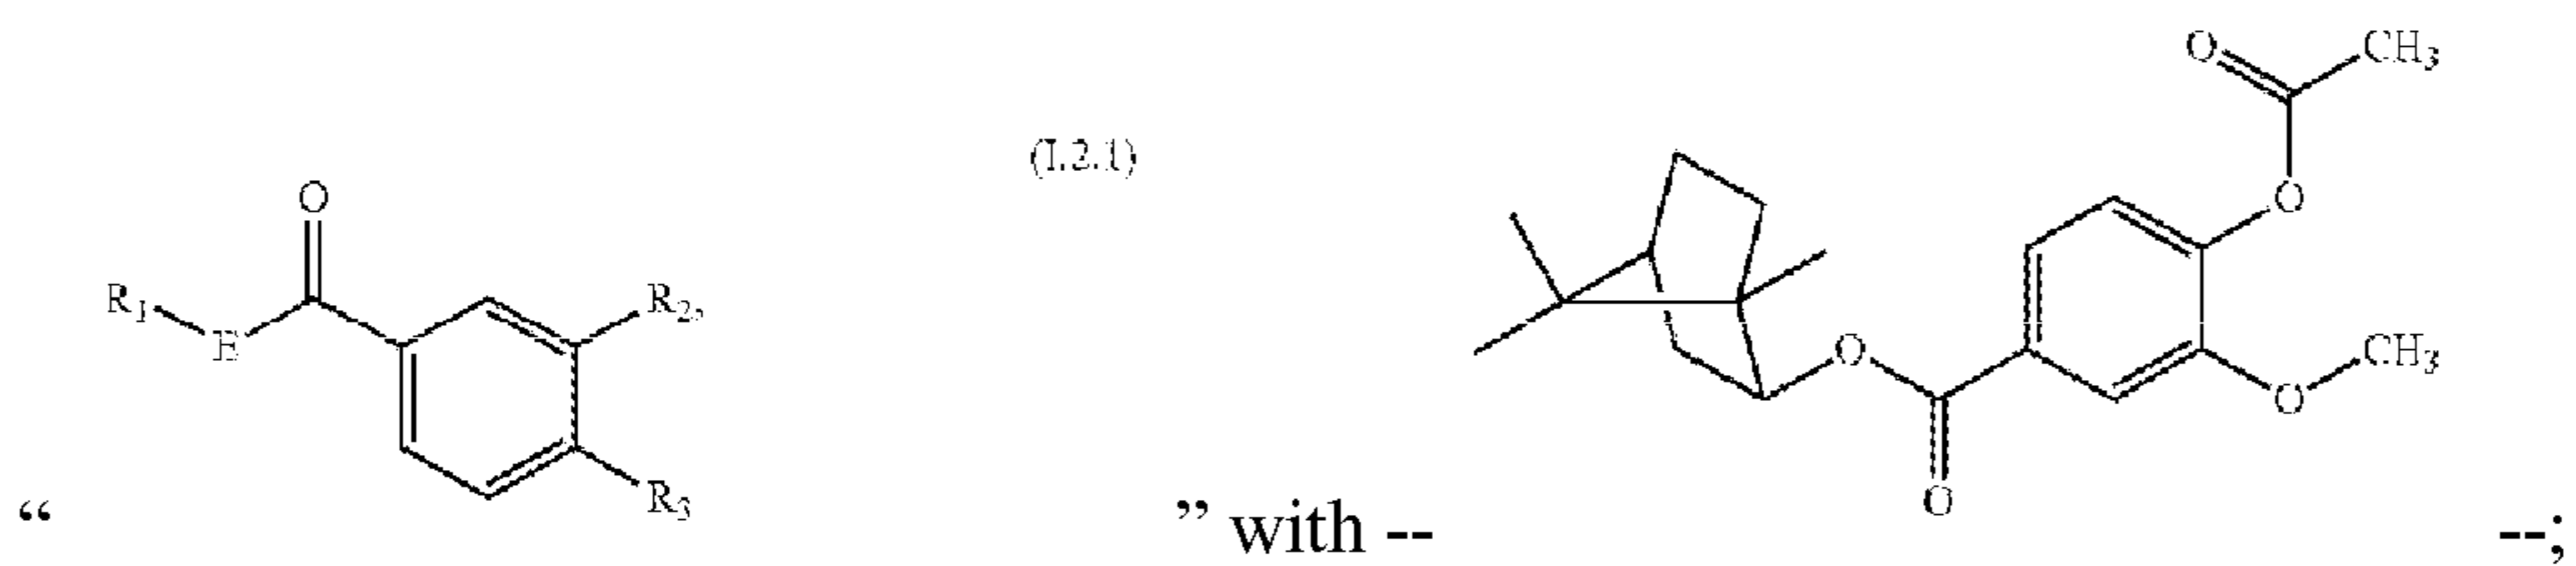 O CH3
(I.2.1)
O O
R1 R2,
E O CH3
O
R3 O
“ ” with -- --;